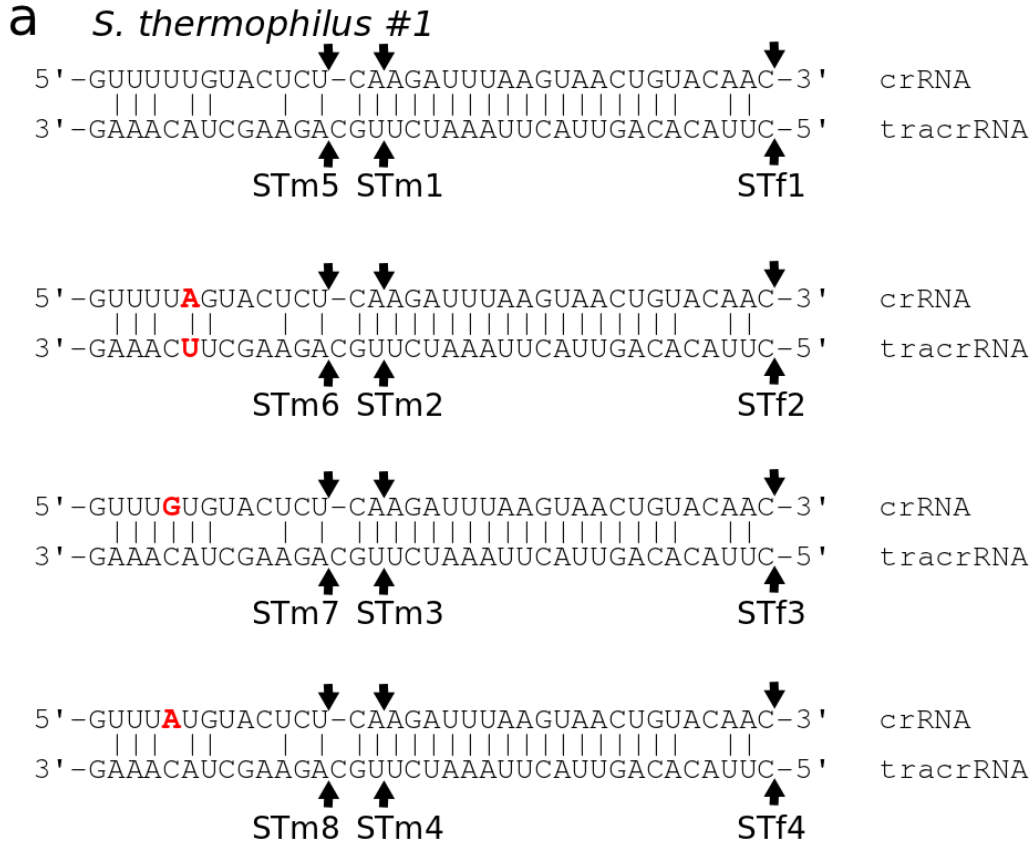 a S. thermophilus #1
5'-GUUUUUGUACUCU-CAAGAUUUAAGUAACUGUACAAC-3' crRNA
3'-GAAACAUCGAAGACGUUCUAAAUUCAUUGACACAUUC-5' tracrRNA
STm5 STm1 STf1
5'-GUUUUAGUACUCU-CAAGAUUUAAGUAACUGUACAAC-3' crRNA
3'-GAAACUUCGAAGACGUUCUAAAUUCAUUGACACAUUC-5' tracrRNA
STm6 STm2 STf2
5'-GUUUGUGUACUCU-CAAGAUUUAAGUAACUGUACAAC-3' crRNA
3'-GAAACAUCGAAGACGUUCUAAAUUCAUUGACACAUUC-5' tracrRNA
STm7 STm3 STf3
5'-GUUUAUGUACUCU-CAAGAUUUAAGUAACUGUACAAC-3' crRNA
3'-GAAACAUCGAAGACGUUCUAAAUUCAUUGACACAUUC-5' tracrRNA
STm8 STm4 STf4